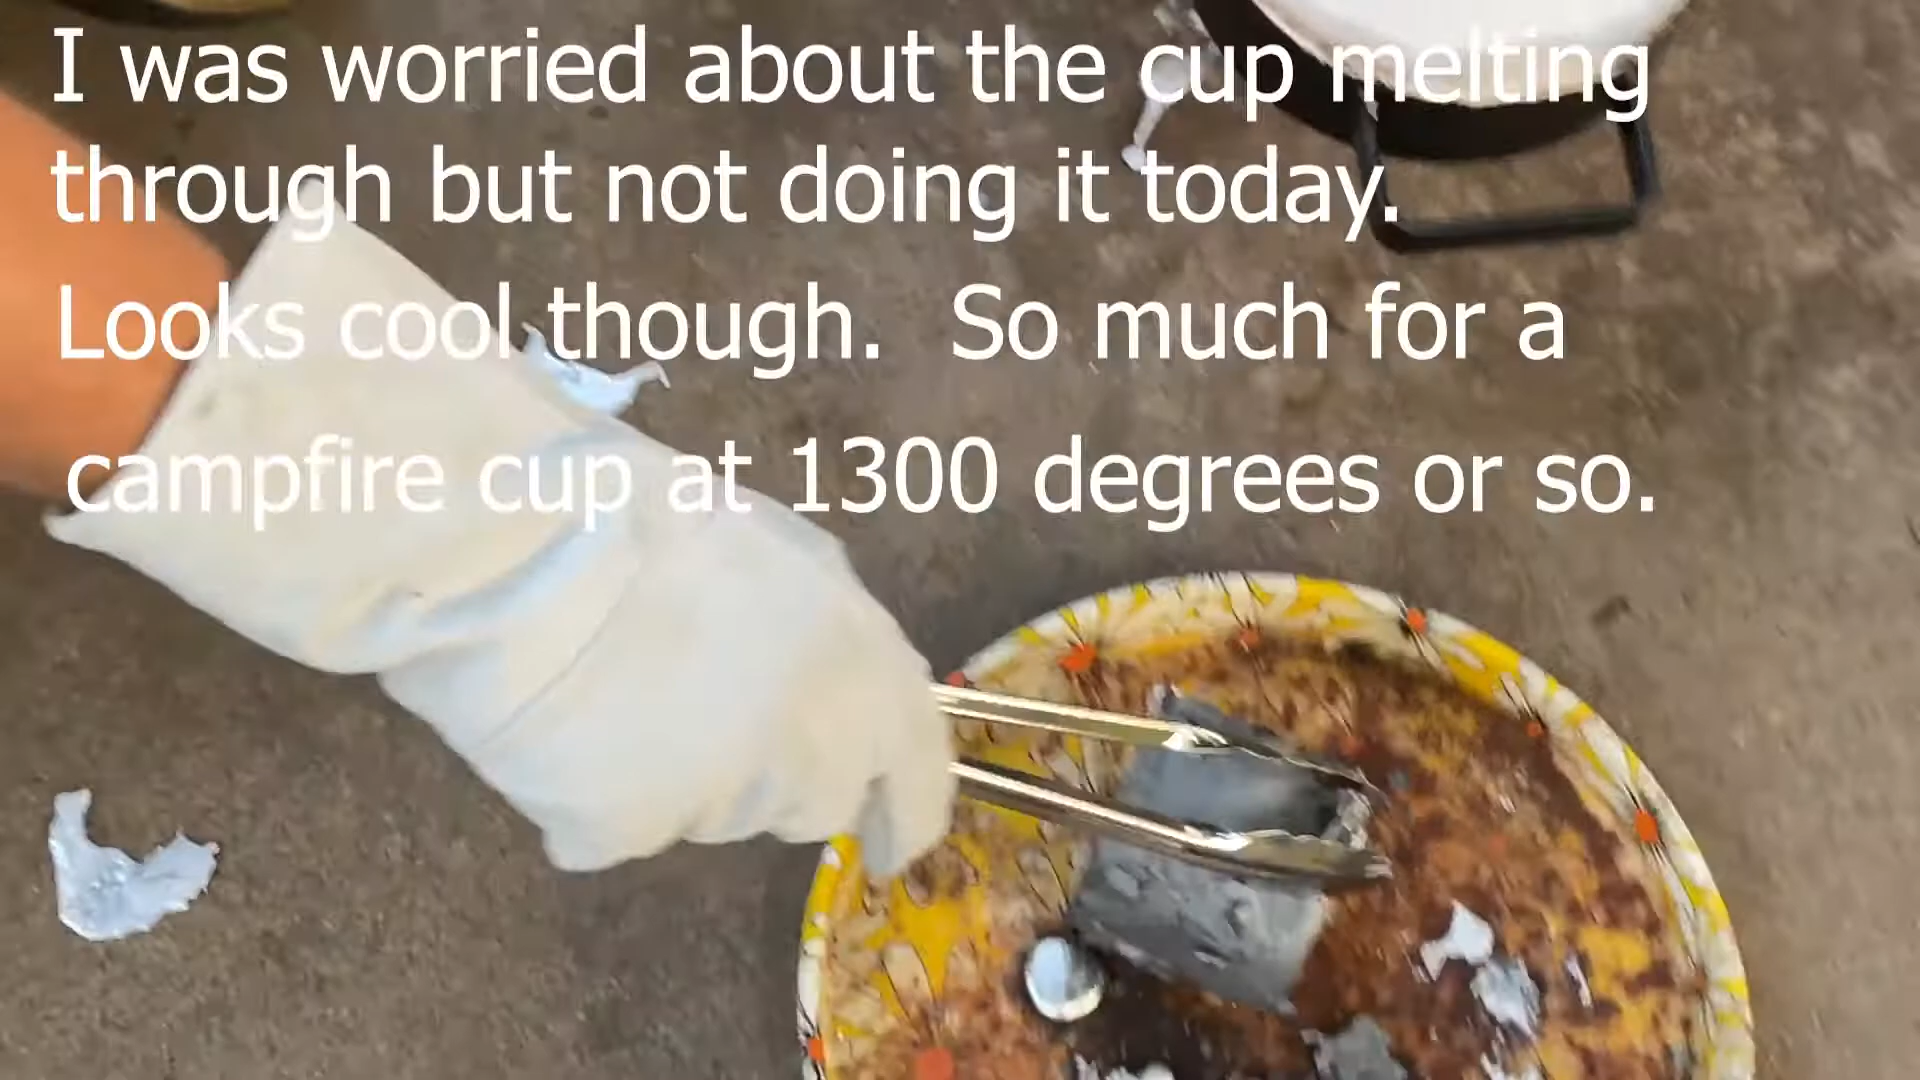 I was worried about the cup melting
through but not doing it today.
Looks cool though.  So much for a
campfire cup at 1300 degrees or so.